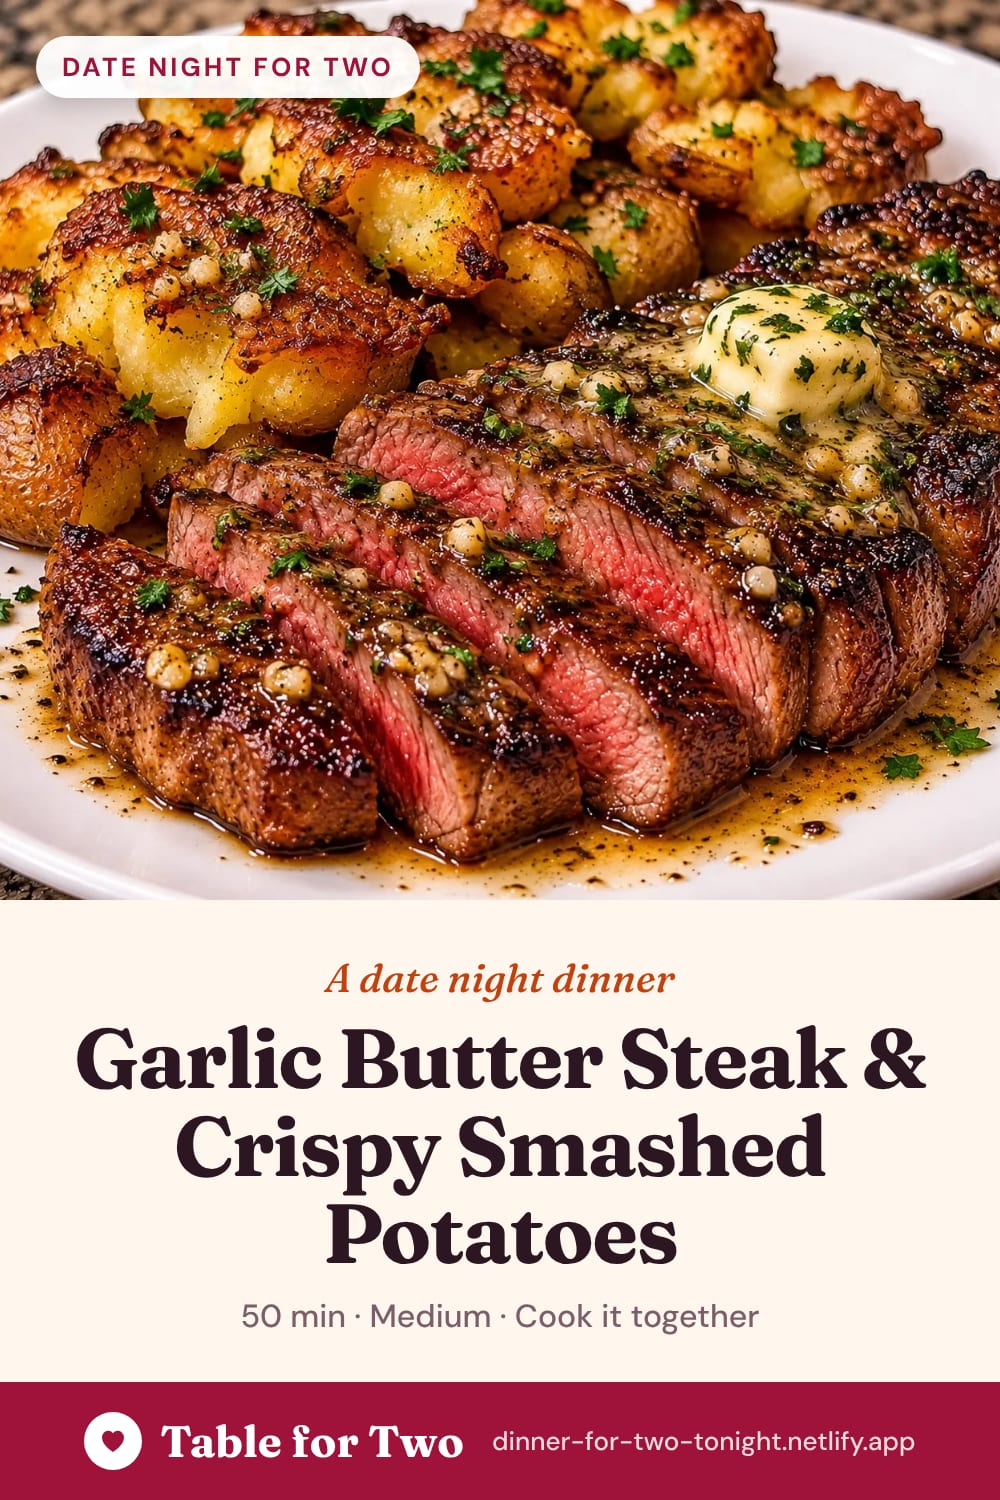 DATE NIGHT FOR TWO
A date night dinner
Garlic Butter Steak &
Crispy Smashed
Potatoes
50 min · Medium · Cook it together
Table for Two dinner-for-two-tonight.netlify.app